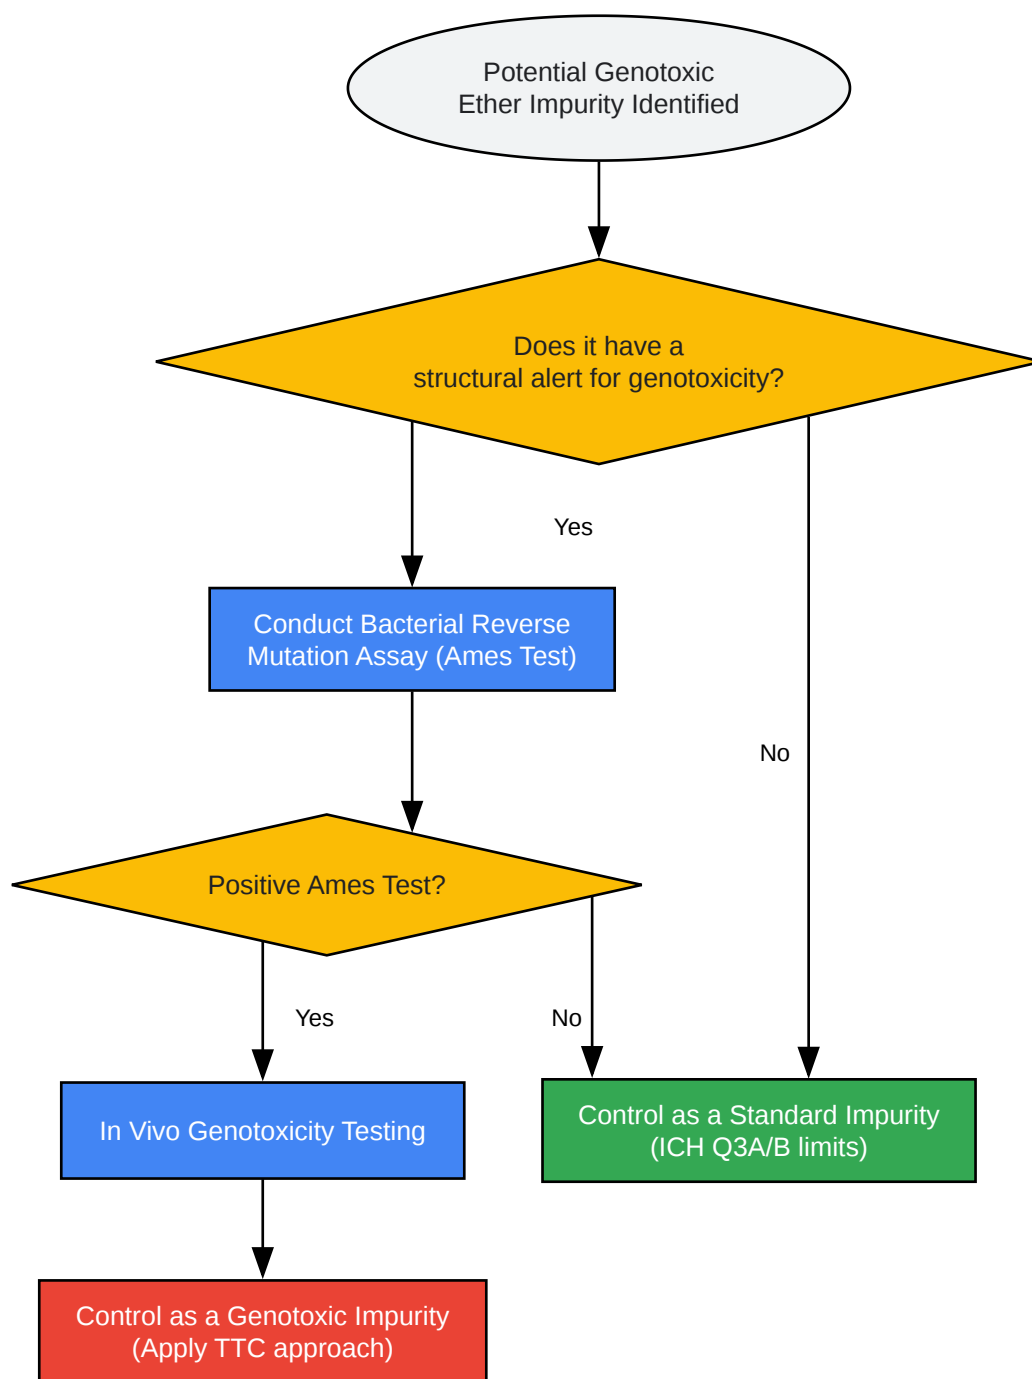 Potential Genotoxic
Ether Impurity Identified
Does it have a
structural alert for genotoxicity?
Yes
Conduct Bacterial Reverse
Mutation Assay (Ames Test)
No
Positive Ames Test?
Yes
No
In Vivo Genotoxicity Testing
Control as a Standard Impurity
(ICH Q3A/B limits)
Control as a Genotoxic Impurity
(Apply TTC approach)